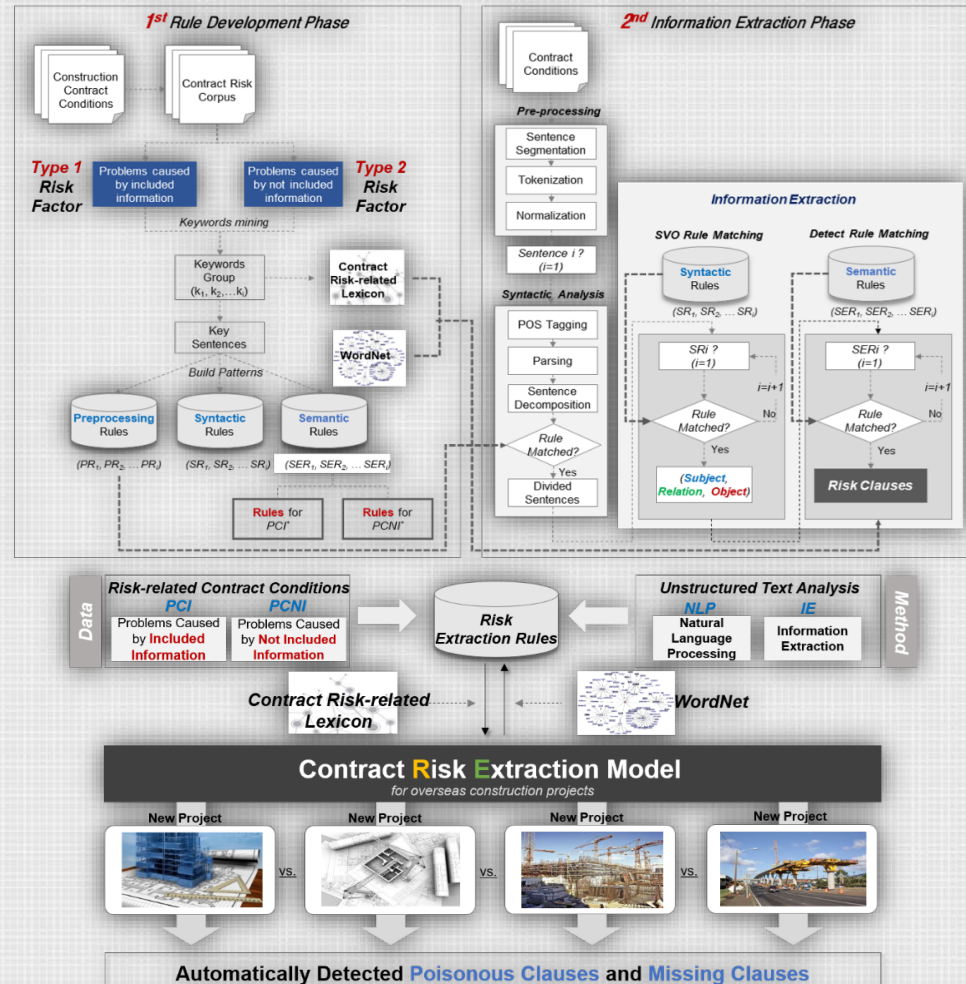 1st Rule Development Phase
Construction
Contract
Conditions
Contract Risk
Corpus
Type 1
Risk
Factor
Problems caused
by included
information
Problems caused
by not included
information
Type 2
Risk
Factor
Keywords mining
Keywords
Group
(k1, k2,...ki)
Contract
Risk-related
Lexicon
Key
Sentences
WordNet
Build Patterns
Preprocessing
Rules
Syntactic
Rules
Semantic
Rules
(PR1, PR2, ... PRi)
(SR1, SR2, ... SRi)
(SER1, SER2, ... SERi)
Rules for
PCI*
Rules for
PCNI*
2nd Information Extraction Phase
Contract
Conditions
Pre-processing
Sentence
Segmentation
Tokenization
Normalization
Sentence i ?
(i=1)
Syntactic Analysis
POS Tagging
Parsing
Sentence
Decomposition
Rule
Matched?
Yes
Divided
Sentences
Information Extraction
SVO Rule Matching
Detect Rule Matching
Syntactic
Rules
Semantic
Rules
(SR1, SR2, ... SRi)
(SER1, SER2, ... SERi)
SRi ?
(i=1)
i=i+1
Rule
Matched?
No
Yes
(Subject,
Relation, Object)
SERi ?
(i=1)
i=i+1
Rule
Matched?
No
Yes
Risk Clauses
Data
Risk-related Contract Conditions
PCI
PCNI
Problems Caused
by Included
Information
Problems Caused
by Not Included
Information
Risk
Extraction Rules
Unstructured Text Analysis
NLP
IE
Natural
Language
Processing
Information
Extraction
Method
Contract Risk-related
Lexicon
WordNet
Contract Risk Extraction Model
for overseas construction projects
New Project
New Project
New Project
New Project
vs.
vs.
vs.
Automatically Detected Poisonous Clauses and Missing Clauses